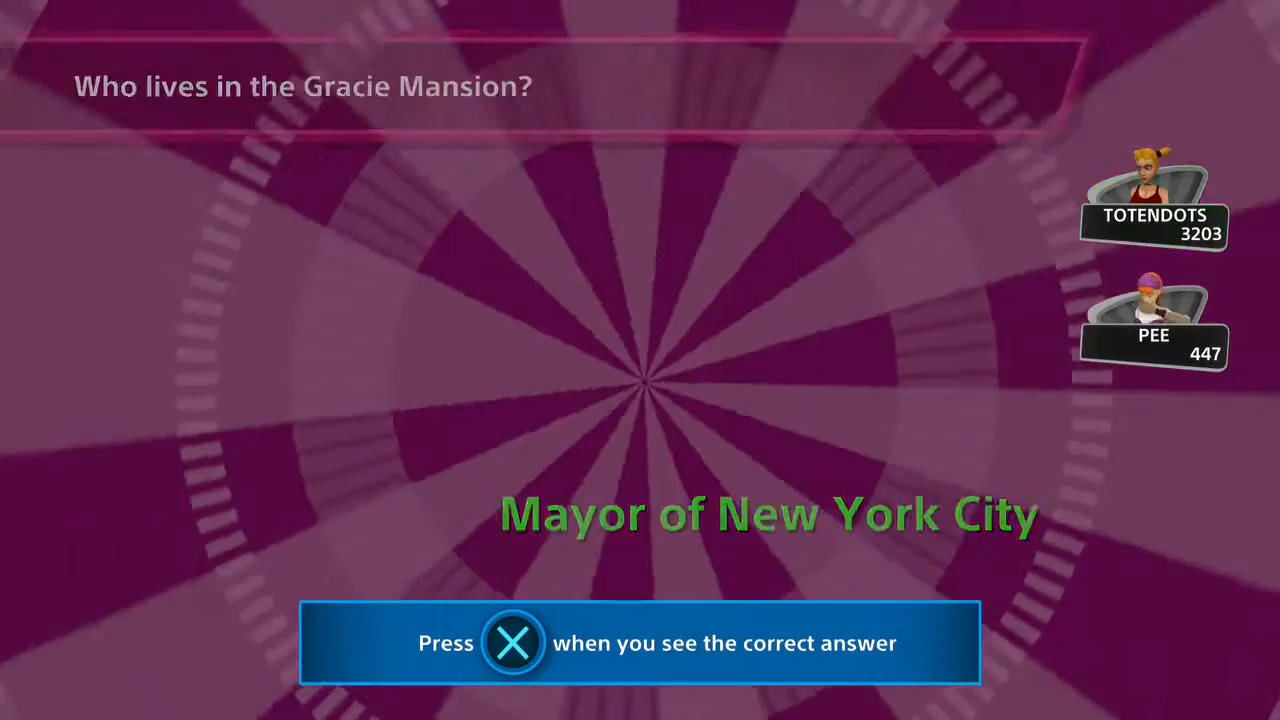 Who lives in the Gracie Mansion?
TOTENDOTS
3203
PEE
447
Mayor of New York City
Press X when you see the correct answer